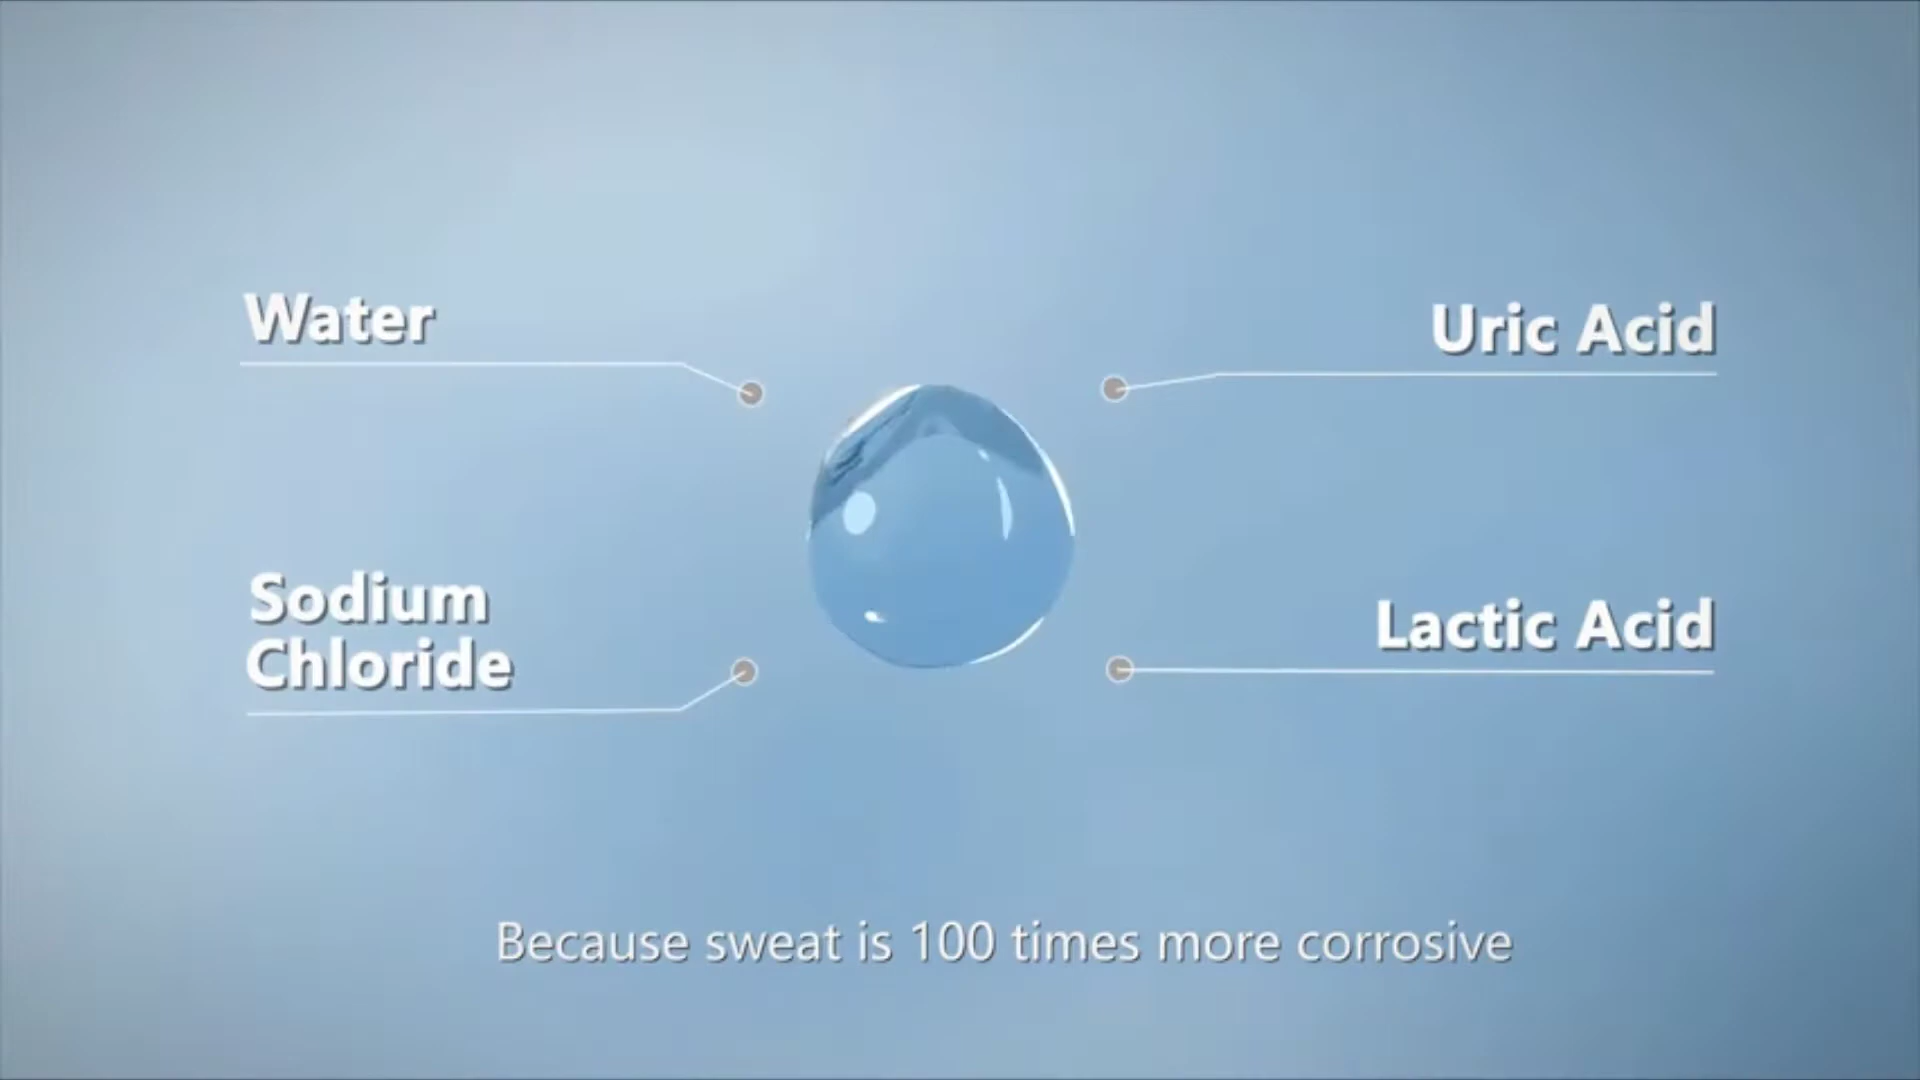 Water
Uric Acid
Sodium
Chloride
Lactic Acid
Because sweat is 100 times more corrosive